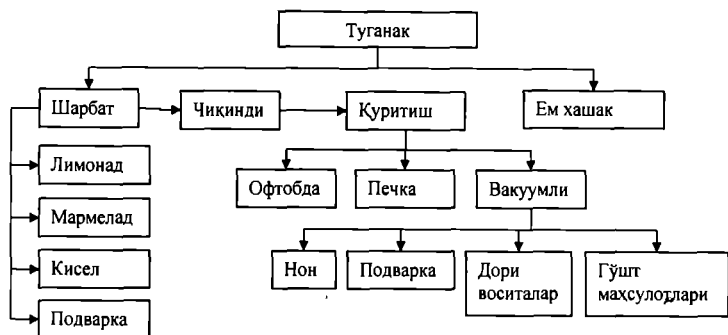 Туганак
Шарбат
Чиқинди
Қуритиш
Ем хашак
Лимонад
Мармелад
Кисел
Подварка
Офтобда
Печка
Вакуумли
Нон
Подварка
Дори
воситалар
Гўшт
маҳсулотлари